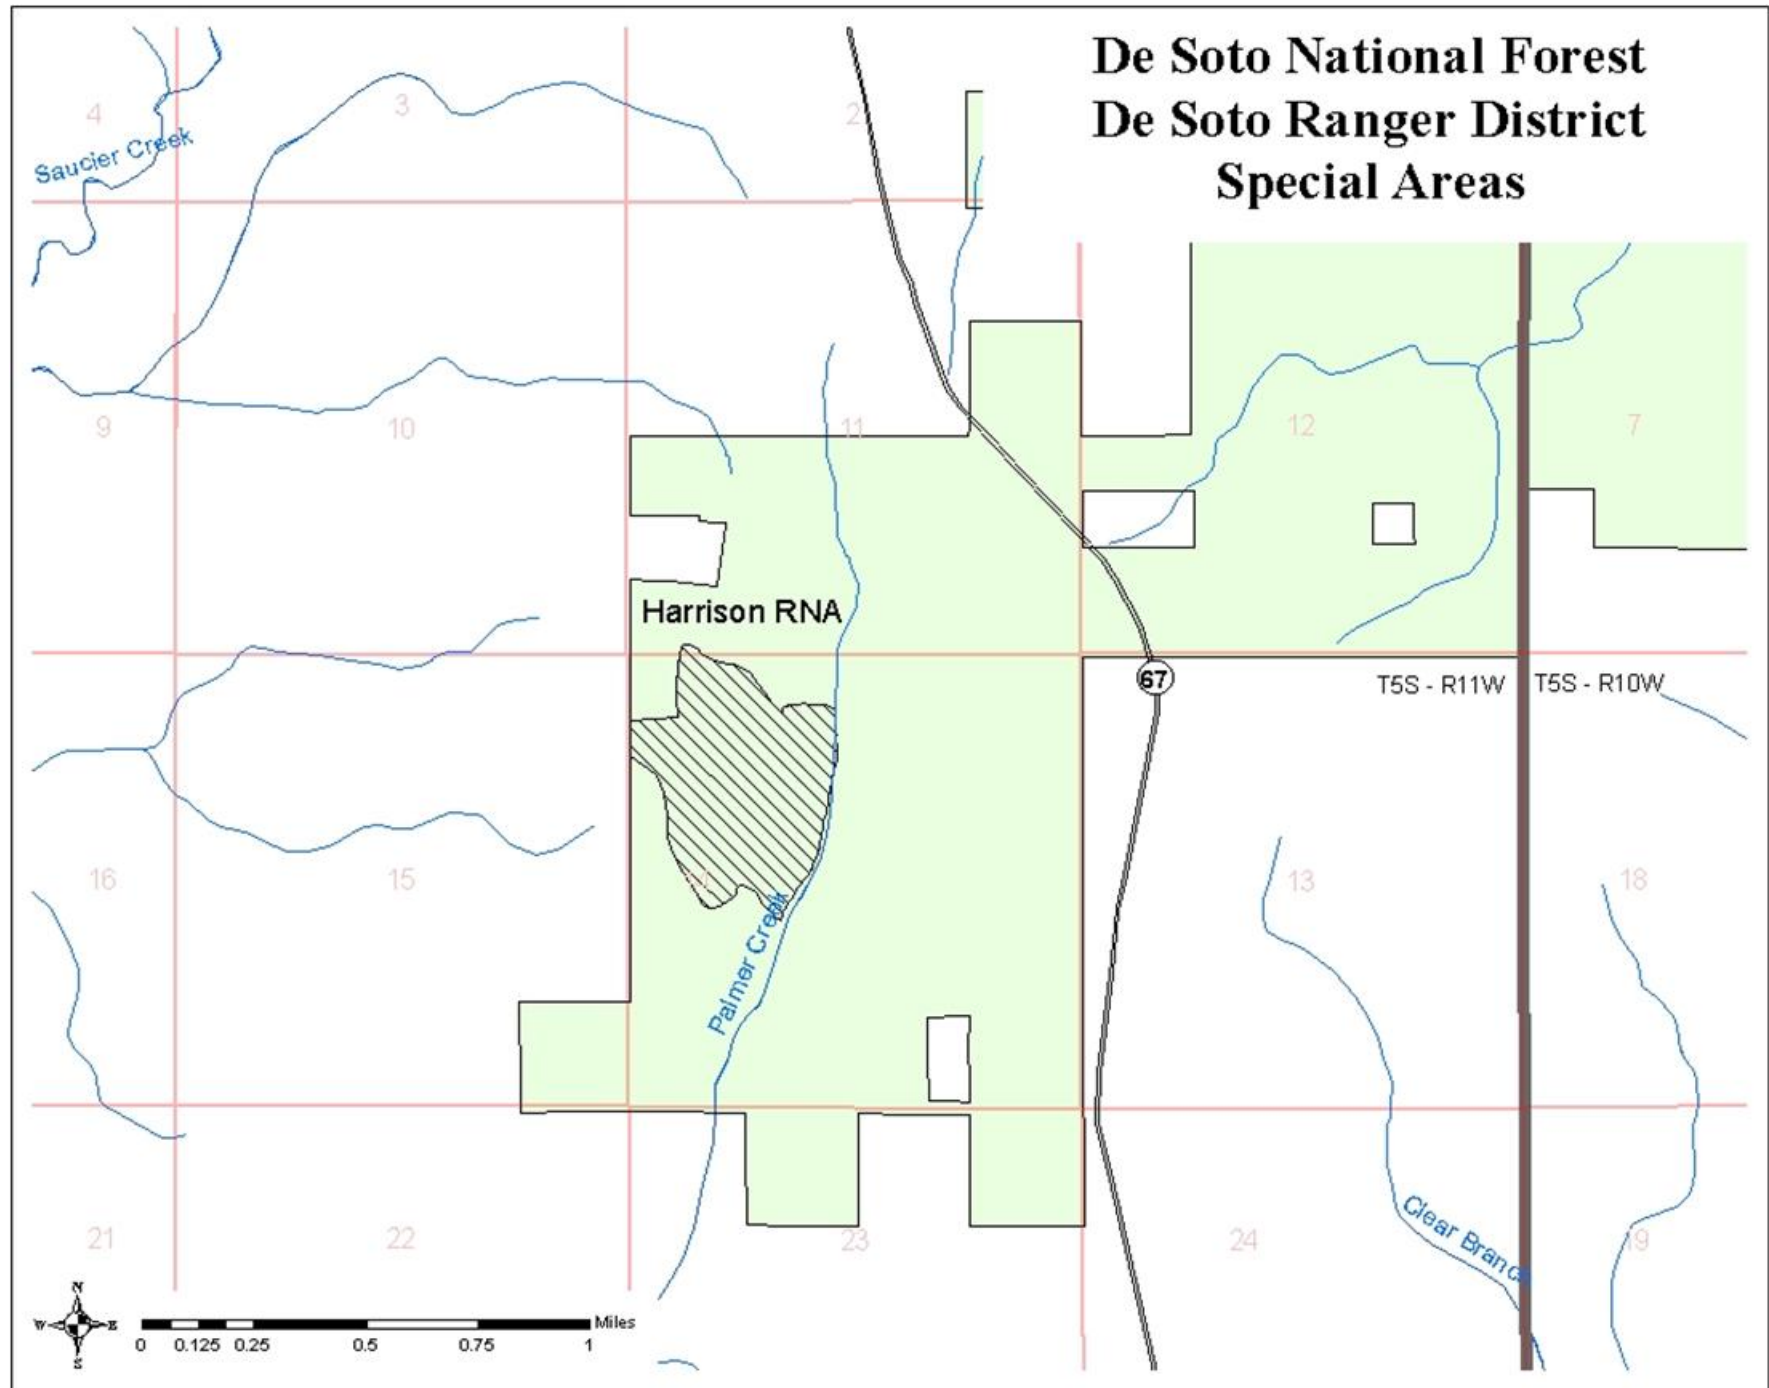 De Soto National Forest
De Soto Ranger District
Special Areas
4
3
2
Saucier Creek
9
10
11
12
7
Harrison RNA
67
T5S - R11W
T5S - R10W
16
15
14
13
18
Palmer Creek
21
22
23
24
19
Clear Branch
N
W
E
S
Miles
0 0.125 0.25 0.5 0.75 1